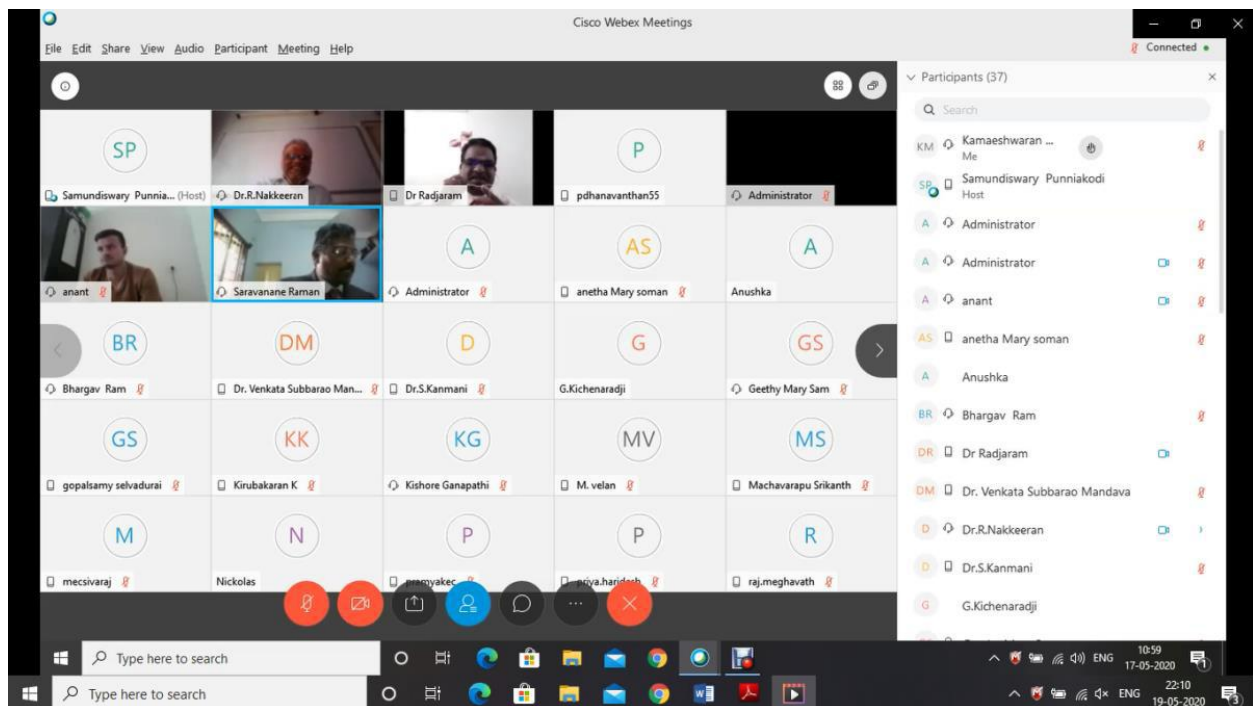 Cisco Webex Meetings
File Edit Share View Audio Participant Meeting Help
Connected
Participants (37)
Search
SP
P
Samundiswary Punnia... (Host)
Dr.R.Nakkeeran
Dr Radjaram
pdhanavanthan55
Administrator
A
AS
A
anant
Saravanane Raman
Administrator
anetha Mary soman
Anushka
BR
DM
D
G
GS
Bhargav Ram
Dr. Venkata Subbarao Man...
Dr.S.Kanmani
G.Kichenaradji
Geethy Mary Sam
GS
KK
KG
MV
MS
gopalsamy selvadurai
Kirubakaran K
Kishore Ganapathi
M. velan
Machavarapu Srikanth
M
N
P
P
R
mecsivaraj
Nickolas
pramyakec
priya.haridesh
raj.meghavath
KM Kamaeshwaran ...
Me
SP Samundiswary Punniakodi
Host
A Administrator
A Administrator
A anant
AS anetha Mary soman
A Anushka
BR Bhargav Ram
DR Dr Radjaram
DM Dr. Venkata Subbarao Mandava
D Dr.R.Nakkeeran
D Dr.S.Kanmani
G G.Kichenaradji
Type here to search
ENG
10:59
17-05-2020
1
Type here to search
ENG
22:10
19-05-2020
3